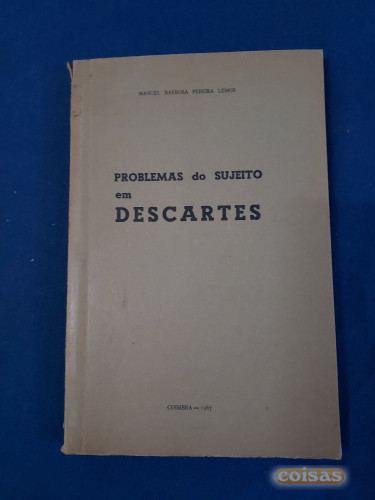 MANUEL BARBOSA PEREIRA LEMOS
PROBLEMAS do SUJEITO
em
DESCARTES
COIMBRA — 1967
coisas